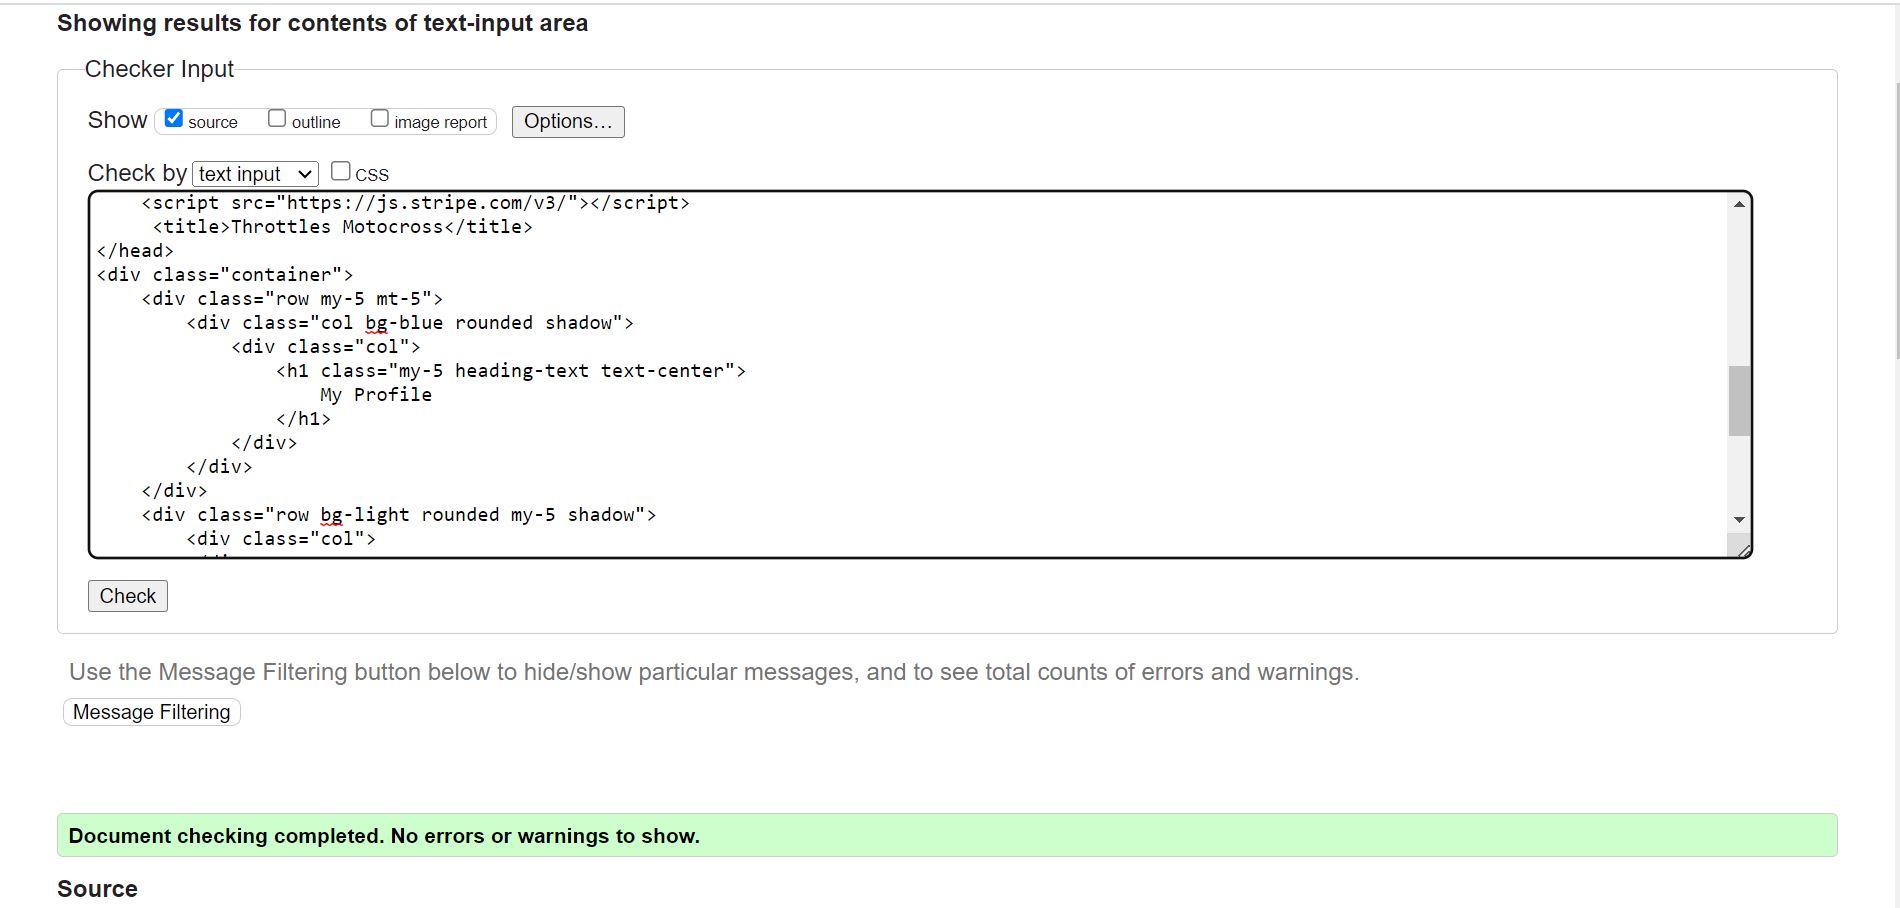 Showing results for contents of text-input area
Checker Input
Show source outline image report Options...
Check by text input CSS
<script src="https://js.stripe.com/v3/"></script>
<title>Throttles Motocross</title>
</head>
<div class="container">
<div class="row my-5 mt-5">
<div class="col bg-blue rounded shadow">
<div class="col">
<h1 class="my-5 heading-text text-center">
My Profile
</h1>
</div>
</div>
</div>
<div class="row bg-light rounded my-5 shadow">
<div class="col">
Check
Use the Message Filtering button below to hide/show particular messages, and to see total counts of errors and warnings.
Message Filtering
Document checking completed. No errors or warnings to show.
Source